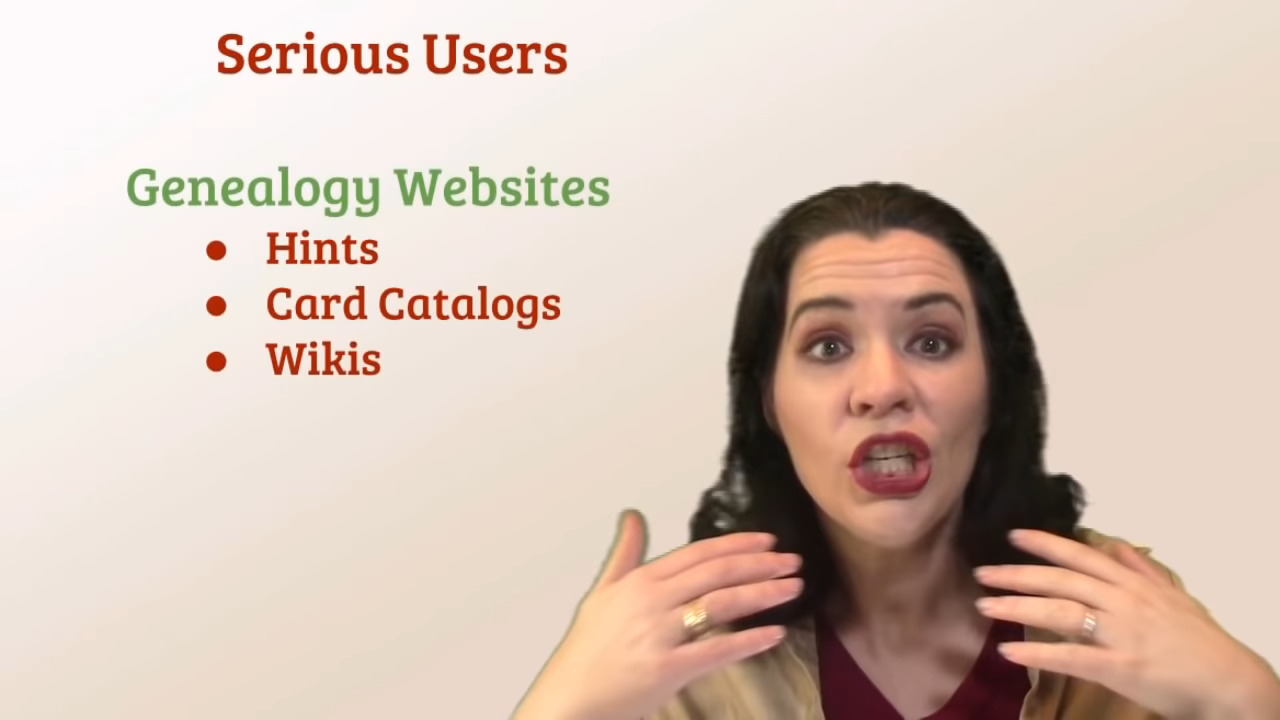 Serious Users
Genealogy Websites
● Hints
● Card Catalogs
● Wikis